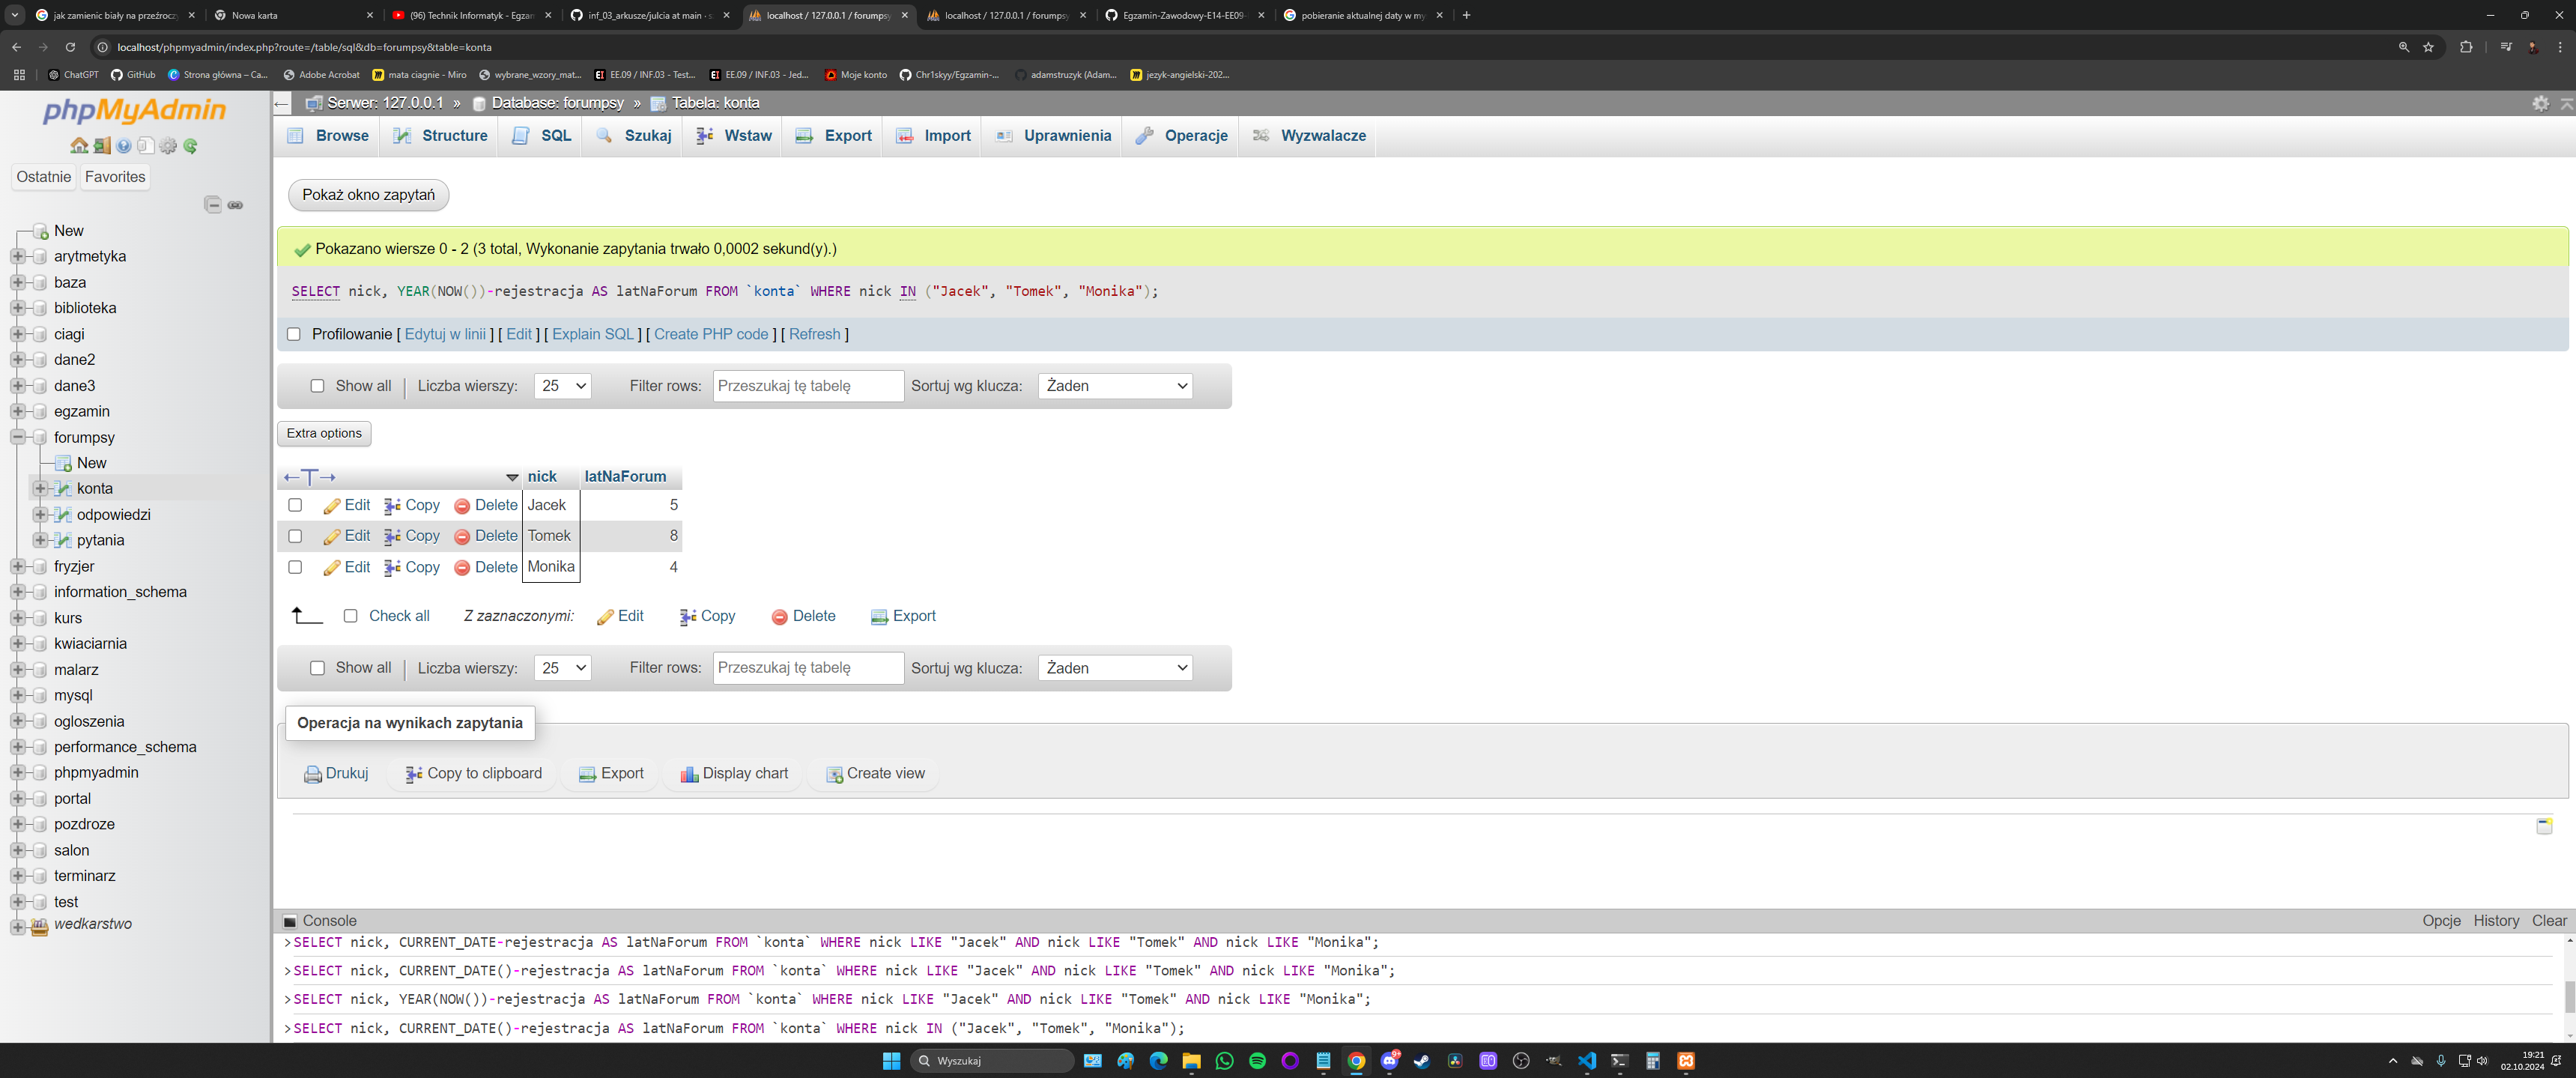 jak zamienic biały na przeźrocz
Nowa karta
(96) Technik Informatyk - Egzan
inf_03_arkusze/julcia at main · s
localhost / 127.0.0.1 / forumpsy
localhost / 127.0.0.1 / forumpsy
Egzamin-Zawodowy-E14-EE09-
pobieranie aktualnej daty w my
localhost/phpmyadmin/index.php?route=/table/sql&db=forumpsy&table=konta
ChatGPT
GitHub
Strona główna – Ca...
Adobe Acrobat
mata ciagnie - Miro
wybrane_wzory_mat...
EE.09 / INF.03 - Test...
EE.09 / INF.03 - Jed...
Moje konto
Chr1skyy/Egzamin-...
adamstruzyk (Adam...
jezyk-angielski-202...
phpMyAdmin
Ostatnie Favorites
New
arytmetyka
baza
biblioteka
ciagi
dane2
dane3
egzamin
forumpsy
New
konta
odpowiedzi
pytania
fryzjer
information_schema
kurs
kwiaciarnia
malarz
mysql
ogloszenia
performance_schema
phpmyadmin
portal
pozdroze
salon
terminarz
test
wedkarstwo
Serwer: 127.0.0.1 » Database: forumpsy » Tabela: konta
Browse Structure SQL Szukaj Wstaw Export Import Uprawnienia Operacje Wyzwalacze
Pokaż okno zapytań
Pokazano wiersze 0 - 2 (3 total, Wykonanie zapytania trwało 0,0002 sekund(y).)
SELECT nick, YEAR(NOW())-rejestracja AS latNaForum FROM `konta` WHERE nick IN ("Jacek", "Tomek", "Monika");
Profilowanie [ Edytuj w linii ] [ Edit ] [ Explain SQL ] [ Create PHP code ] [ Refresh ]
Show all Liczba wierszy: 25 Filter rows: Przeszukaj tę tabelę Sortuj wg klucza: Żaden
Extra options
nick latNaForum
Edit Copy Delete Jacek 5
Edit Copy Delete Tomek 8
Edit Copy Delete Monika 4
Check all Z zaznaczonymi: Edit Copy Delete Export
Show all Liczba wierszy: 25 Filter rows: Przeszukaj tę tabelę Sortuj wg klucza: Żaden
Operacja na wynikach zapytania
Drukuj Copy to clipboard Export Display chart Create view
Console Opcje History Clear
>SELECT nick, CURRENT_DATE-rejestracja AS latNaForum FROM `konta` WHERE nick LIKE "Jacek" AND nick LIKE "Tomek" AND nick LIKE "Monika";
>SELECT nick, CURRENT_DATE()-rejestracja AS latNaForum FROM `konta` WHERE nick LIKE "Jacek" AND nick LIKE "Tomek" AND nick LIKE "Monika";
>SELECT nick, YEAR(NOW())-rejestracja AS latNaForum FROM `konta` WHERE nick LIKE "Jacek" AND nick LIKE "Tomek" AND nick LIKE "Monika";
>SELECT nick, CURRENT_DATE()-rejestracja AS latNaForum FROM `konta` WHERE nick IN ("Jacek", "Tomek", "Monika");
Wyszukaj
19:21
02.10.2024